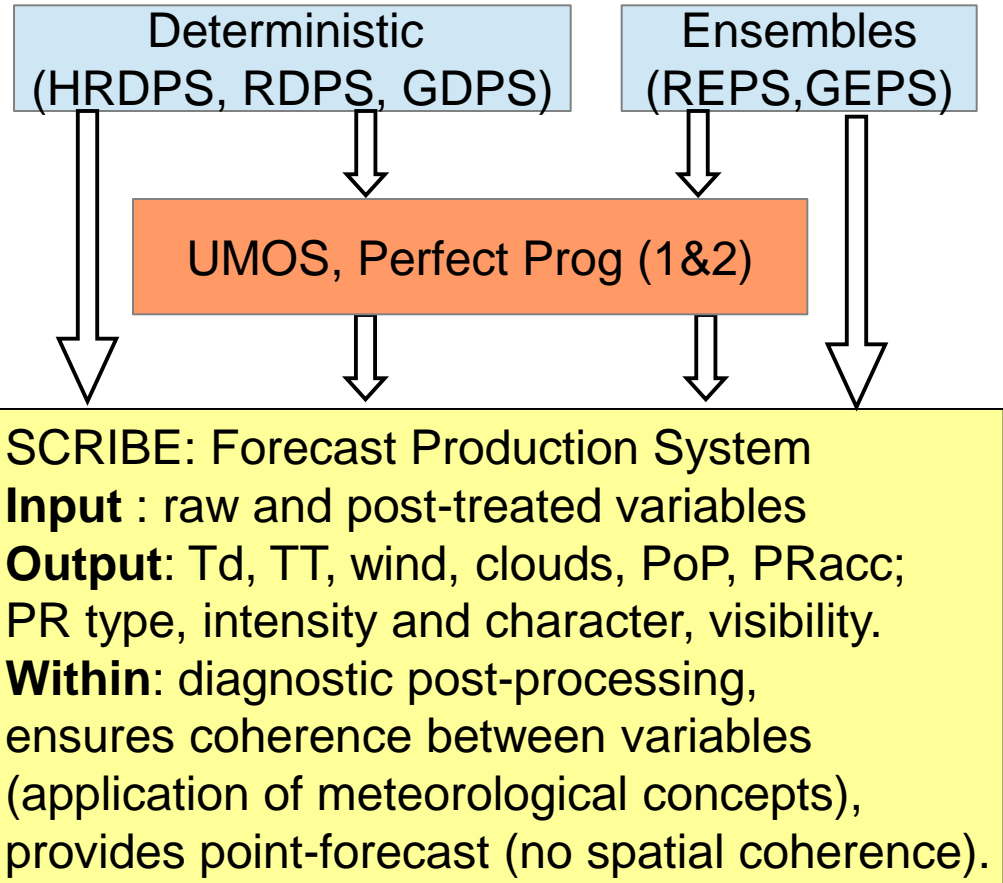 Deterministic
(HRDPS, RDPS, GDPS)
Ensembles
(REPS,GEPS)
UMOS, Perfect Prog (1&2)
SCRIBE: Forecast Production System
Input : raw and post-treated variables
Output: Td, TT, wind, clouds, PoP, PRacc;
PR type, intensity and character, visibility.
Within: diagnostic post-processing,
ensures coherence between variables
(application of meteorological concepts),
provides point-forecast (no spatial coherence).